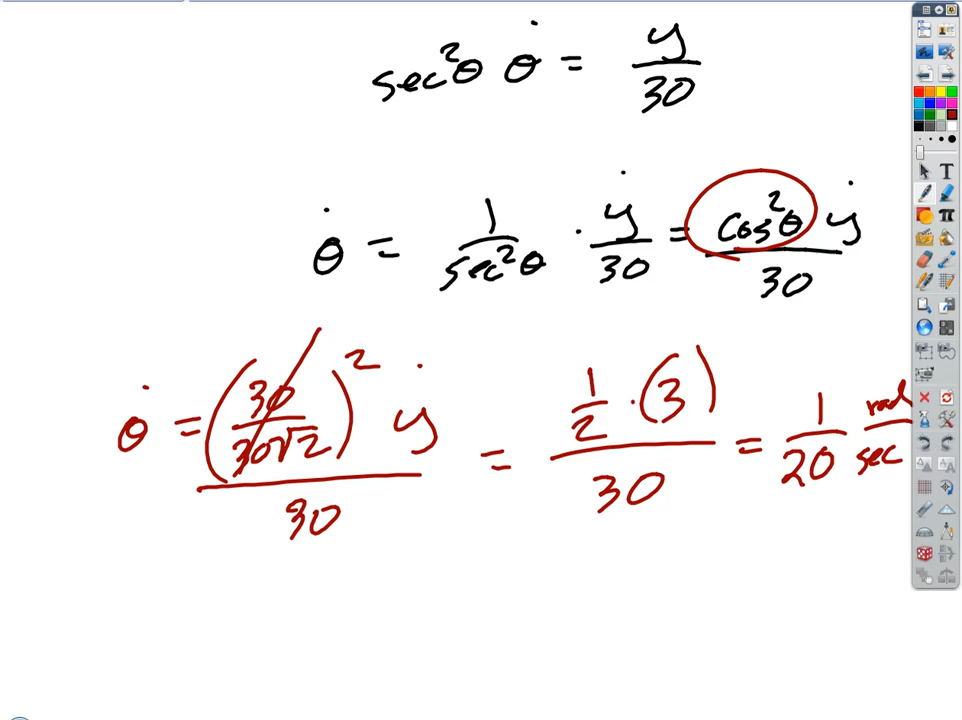 sec²θ θ̇ = y/30
θ̇ = 1/sec²θ · ẏ/30 = cos²θ ẏ/30
θ̇ = (30/30√2)² ẏ/30 = ½·(3)/30 = 1/20 rad/sec